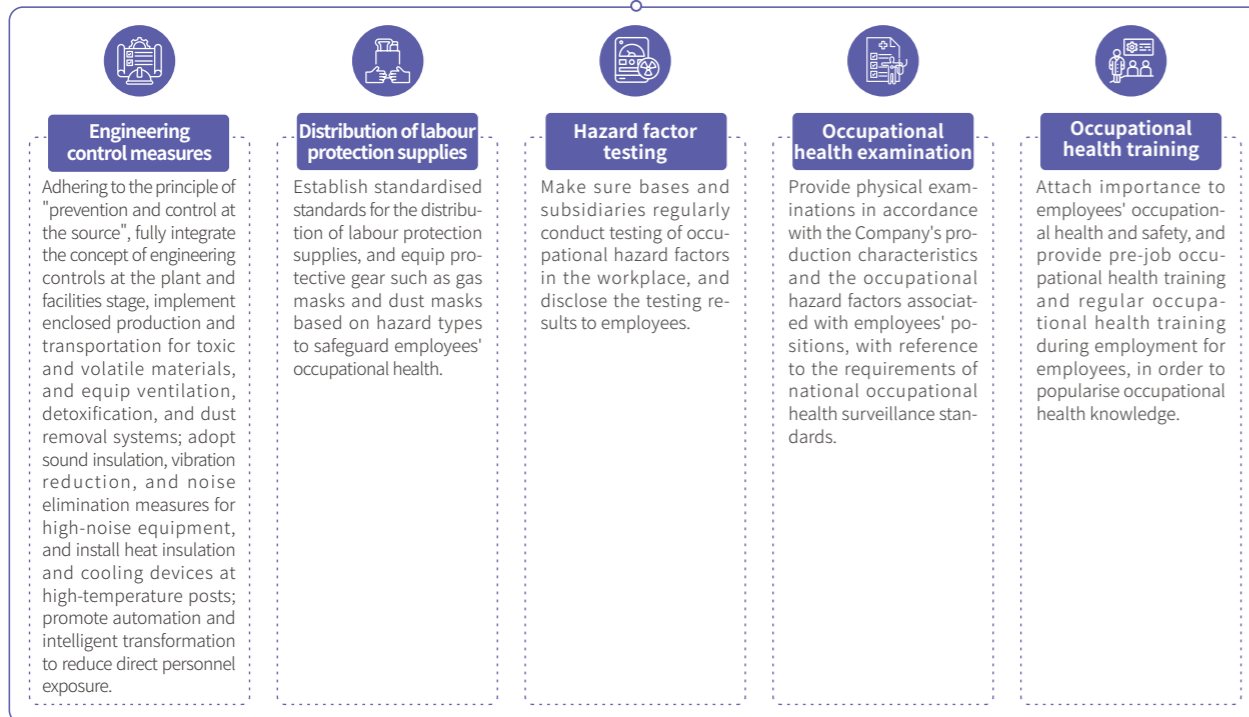 Engineering
control measures
Adhering to the principle of
"prevention and control at
the source", fully integrate
the concept of engineering
controls at the plant and
facilities stage, implement
enclosed production and
transportation for toxic
and volatile materials,
and equip ventilation,
detoxification, and dust
removal systems; adopt
sound insulation, vibration
reduction, and noise
elimination measures for
high-noise equipment,
and install heat insulation
and cooling devices at
high-temperature posts;
promote automation and
intelligent transformation
to reduce direct personnel
exposure.
Distribution of labour
protection supplies
Establish standardised
standards for the distribu-
tion of labour protection
supplies, and equip pro-
tective gear such as gas
masks and dust masks
based on hazard types
to safeguard employees'
occupational health.
Hazard factor
testing
Make sure bases and
subsidiaries regularly
conduct testing of occu-
pational hazard factors
in the workplace, and
disclose the testing re-
sults to employees.
Occupational
health examination
Provide physical exam-
inations in accordance
with the Company's pro-
duction characteristics
and the occupational
hazard factors associat-
ed with employees' po-
sitions, with reference
to the requirements of
national occupational
health surveillance stan-
dards.
Occupational
health training
Attach importance to
employees' occupation-
al health and safety, and
provide pre-job occu-
pational health training
and regular occupa-
tional health training
during employment for
employees, in order to
popularise occupational
health knowledge.